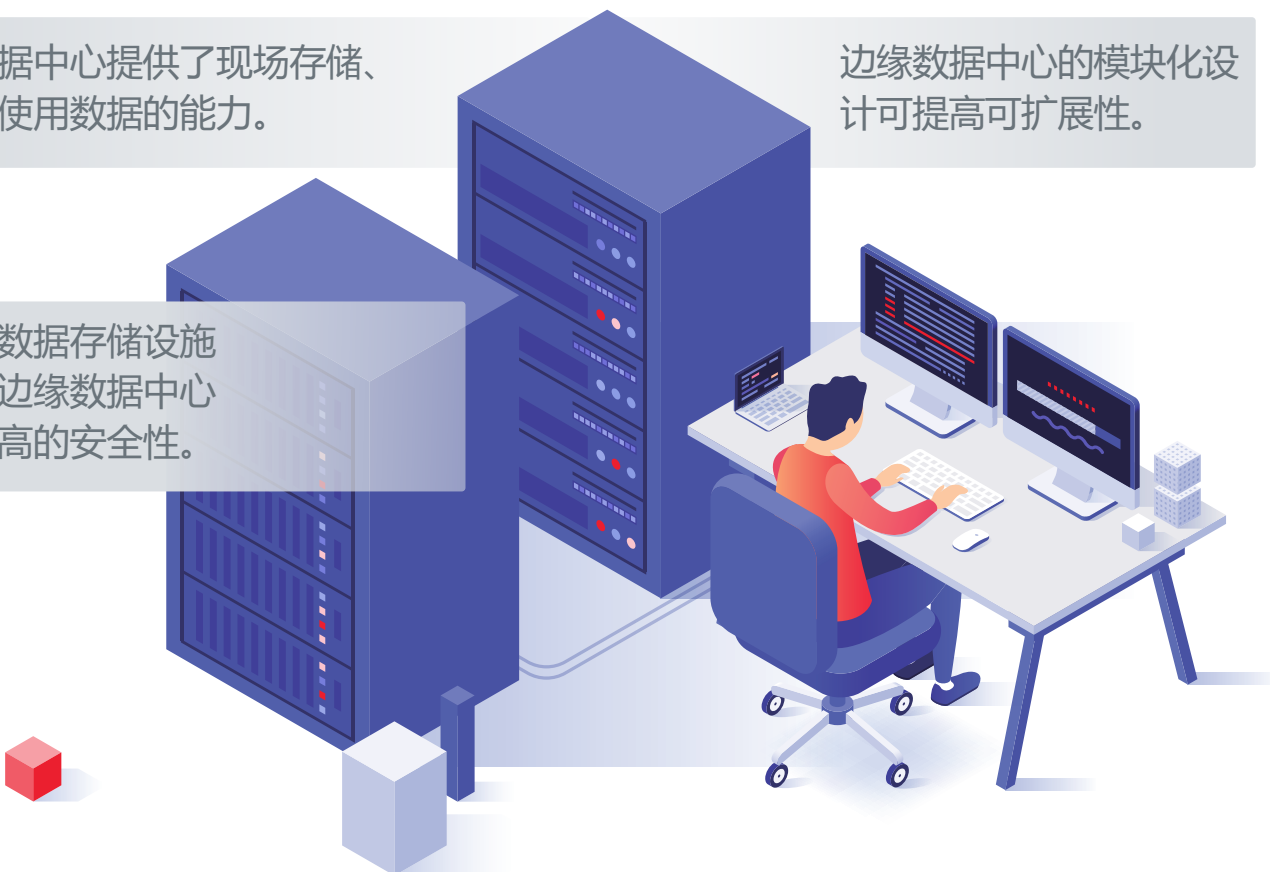 据中心提供了现场存储、
使用数据的能力。
边缘数据中心的模块化设
计可提高可扩展性。
数据存储设施
边缘数据中心
高的安全性。